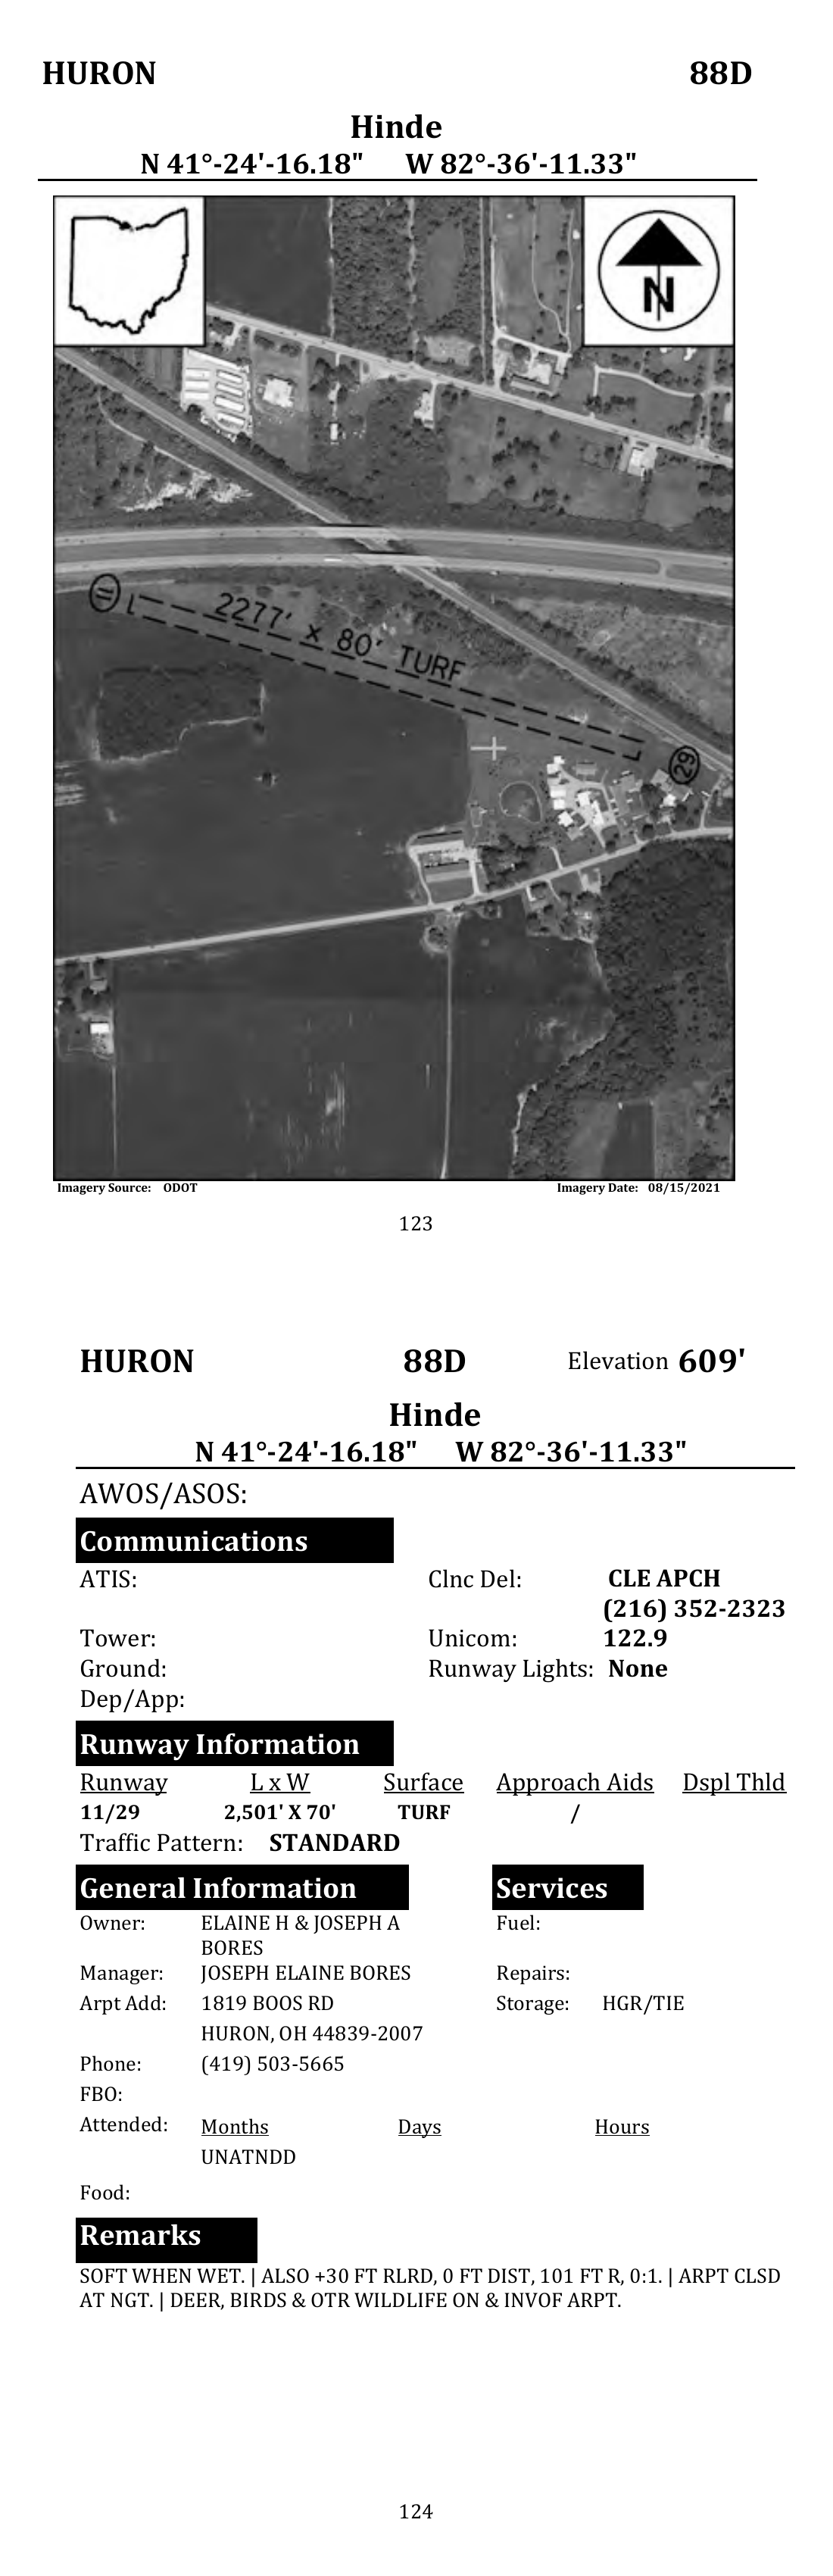 HURON 88D
Hinde
N 41°-24'-16.18" W 82°-36'-11.33"
N
11
2277' x 80' TURF
29
Imagery Source: ODOT Imagery Date: 08/15/2021
123
HURON 88D Elevation 609'
Hinde
N 41°-24'-16.18" W 82°-36'-11.33"
AWOS/ASOS:
Communications
ATIS: Clnc Del: CLE APCH
(216) 352-2323
Tower: Unicom: 122.9
Ground: Runway Lights: None
Dep/App:
Runway Information
Runway L x W Surface Approach Aids Dspl Thld
11/29 2,501' X 70' TURF /
Traffic Pattern: STANDARD
General Information Services
Owner: ELAINE H & JOSEPH A Fuel:
BORES
Manager: JOSEPH ELAINE BORES Repairs:
Arpt Add: 1819 BOOS RD Storage: HGR/TIE
HURON, OH 44839-2007
Phone: (419) 503-5665
FBO:
Attended: Months Days Hours
UNATNDD
Food:
Remarks
SOFT WHEN WET. | ALSO +30 FT RLRD, 0 FT DIST, 101 FT R, 0:1. | ARPT CLSD
AT NGT. | DEER, BIRDS & OTR WILDLIFE ON & INVOF ARPT.
124